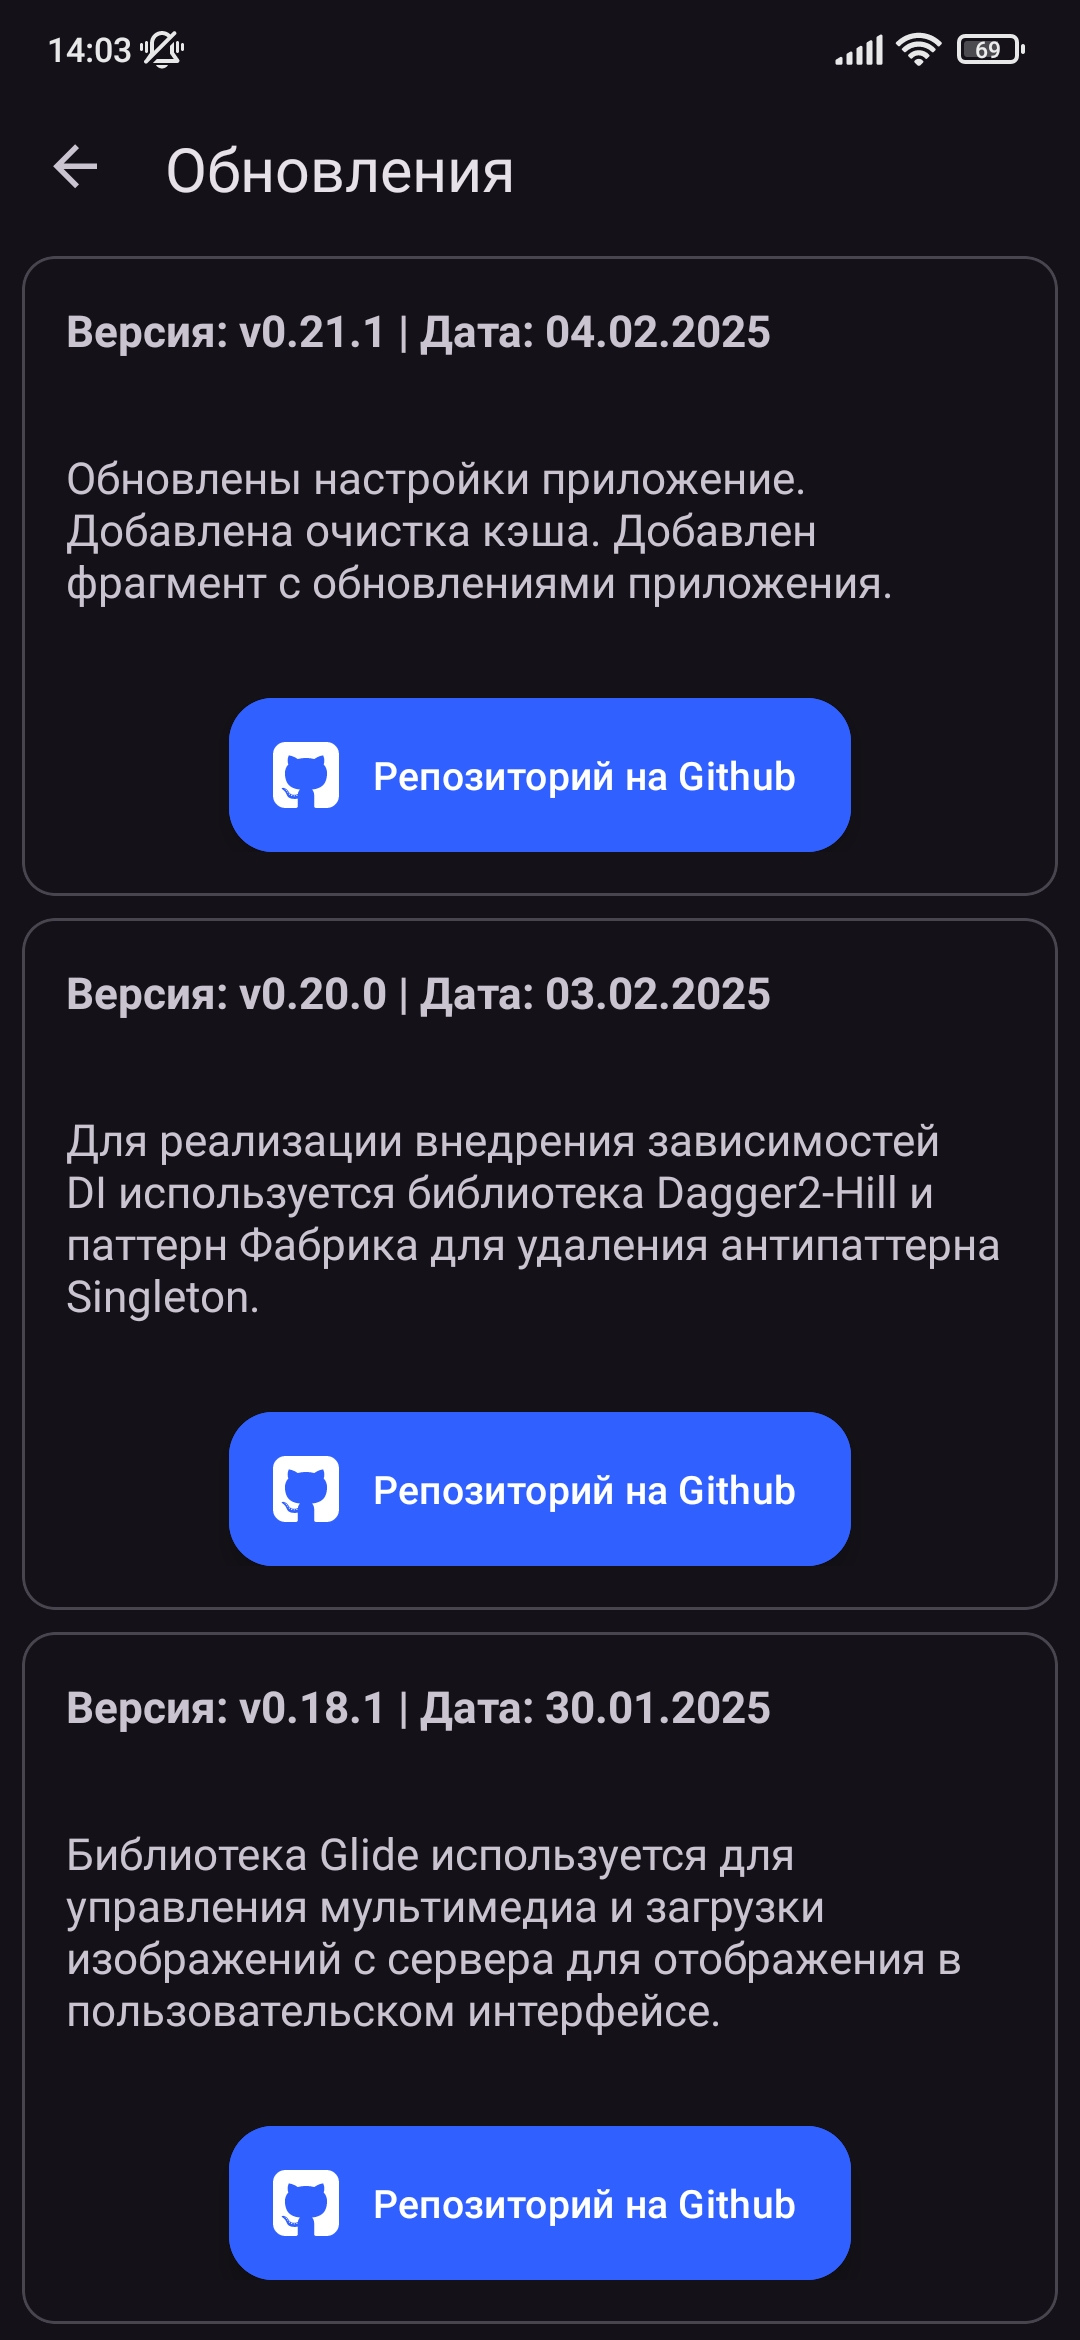 14:03
69
Обновления
Версия: v0.21.1 | Дата: 04.02.2025
Обновлены настройки приложение.
Добавлена очистка кэша. Добавлен
фрагмент с обновлениями приложения.
Репозиторий на Github
Версия: v0.20.0 | Дата: 03.02.2025
Для реализации внедрения зависимостей
DI используется библиотека Dagger2-Hill и
паттерн Фабрика для удаления антипаттерна
Singleton.
Репозиторий на Github
Версия: v0.18.1 | Дата: 30.01.2025
Библиотека Glide используется для
управления мультимедиа и загрузки
изображений с сервера для отображения в
пользовательском интерфейсе.
Репозиторий на Github